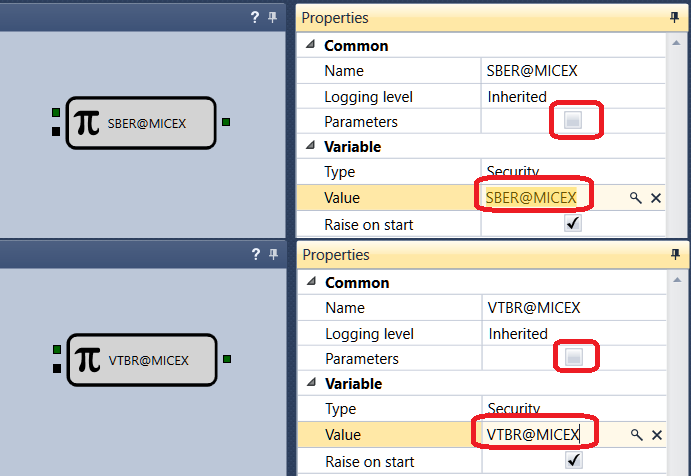 ? Properties
Common
Name SBER@MICEX
Logging level Inherited
Parameters
π SBER@MICEX
Variable
Type Security
Value SBER@MICEX
Raise on start
? Properties
Common
Name VTBR@MICEX
Logging level Inherited
Parameters
π VTBR@MICEX
Variable
Type Security
Value VTBR@MICEX
Raise on start